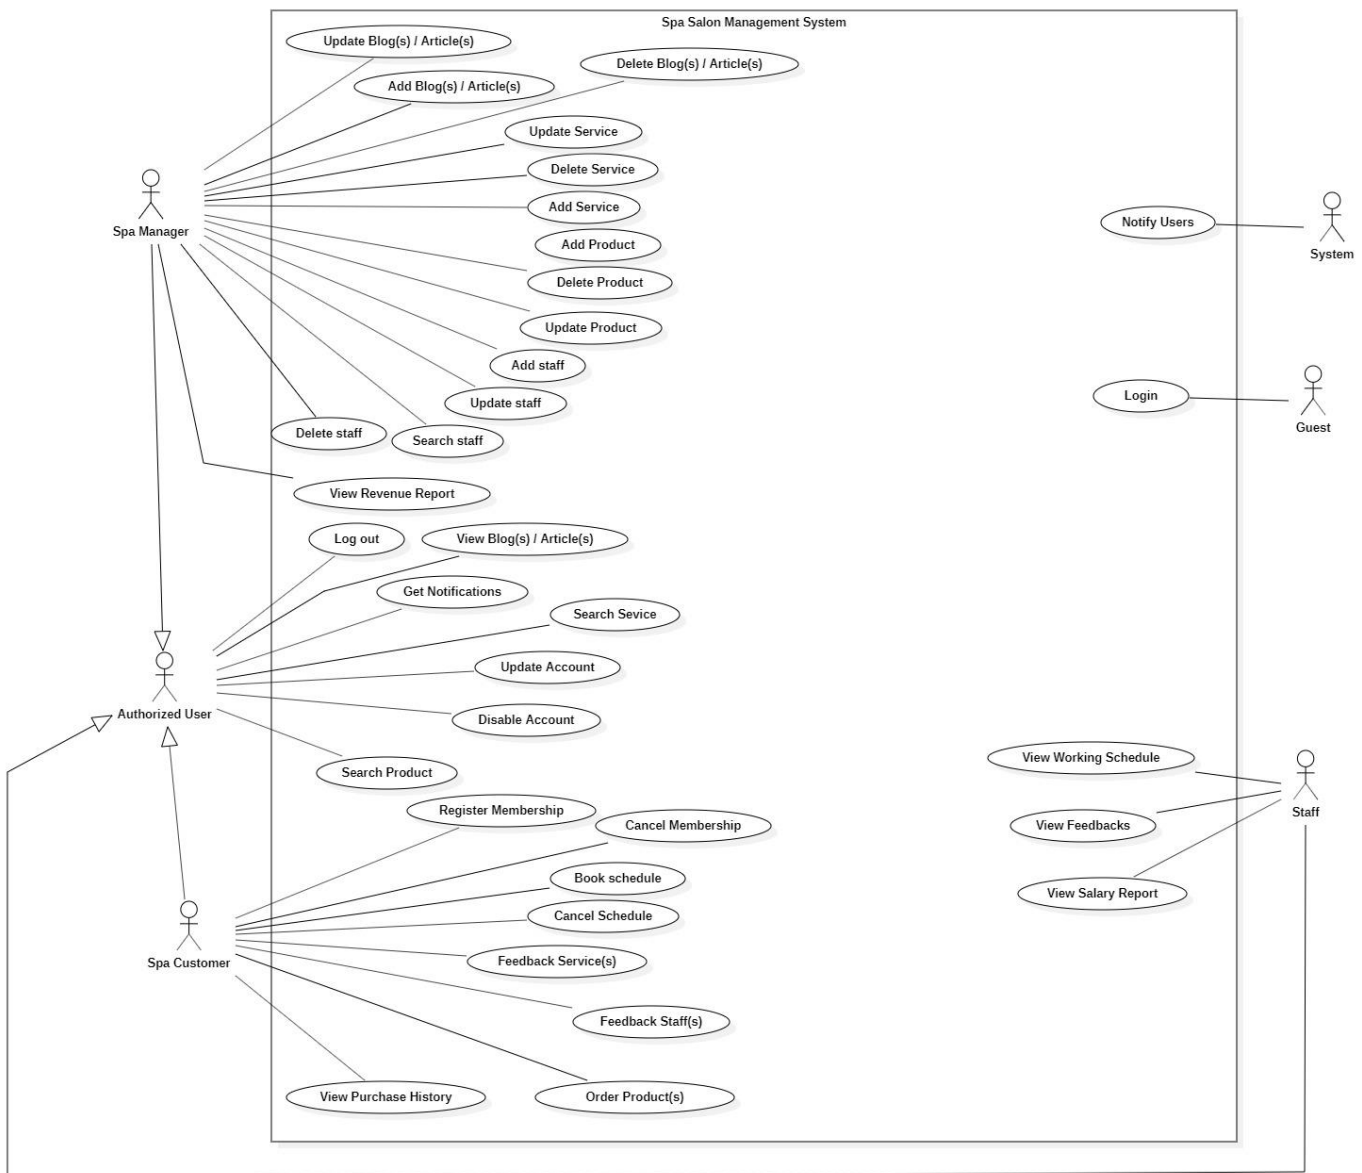 Spa Salon Management System
Update Blog(s) / Article(s)
Delete Blog(s) / Article(s)
Add Blog(s) / Article(s)
Update Service
Delete Service
Add Service
Spa Manager
Notify Users
Add Product
System
Delete Product
Update Product
Add staff
Login
Update staff
Guest
Delete staff
Search staff
View Revenue Report
Log out
View Blog(s) / Article(s)
Get Notifications
Search Sevice
Update Account
Authorized User
Disable Account
View Working Schedule
Search Product
Register Membership
Staff
Cancel Membership
View Feedbacks
Book schedule
View Salary Report
Cancel Schedule
Spa Customer
Feedback Service(s)
Feedback Staff(s)
View Purchase History
Order Product(s)